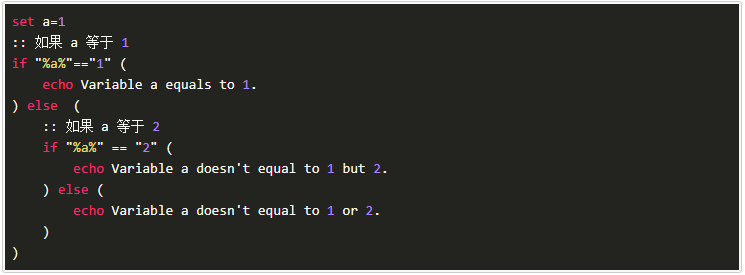 set a=1
:: 如果 a 等于 1
if "%a%"=="1" (
    echo Variable a equals to 1.
) else  (
    :: 如果 a 等于 2
    if "%a%" == "2" (
        echo Variable a doesn't equal to 1 but 2.
    ) else (
        echo Variable a doesn't equal to 1 or 2.
    )
)